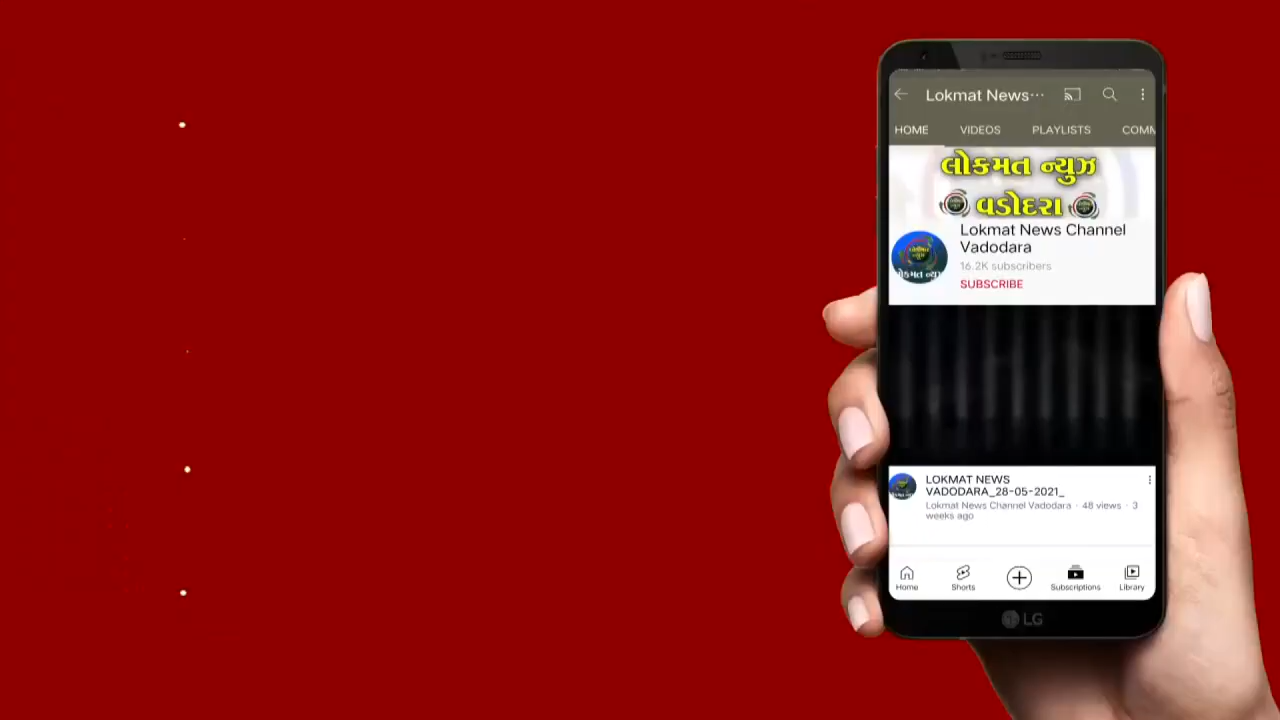 Lokmat News...
HOME VIDEOS PLAYLISTS COMM
લોકમત ન્યુઝ
વડોદરા
Lokmat News Channel
Vadodara
16.2K subscribers
SUBSCRIBE
LOKMAT NEWS
VADODARA_28-05-2021_
Lokmat News Channel Vadodara · 48 views · 3
weeks ago
Home Shorts Subscriptions Library
LG